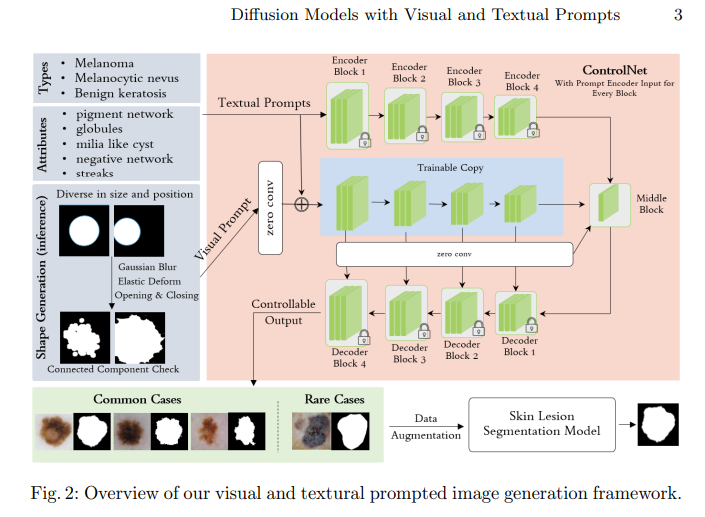 Diffusion Models with Visual and Textual Prompts 3
Types
• Melanoma
• Melanocytic nevus
• Benign keratosis
Attributes
• pigment network
• globules
• milia like cyst
• negative network
• streaks
Shape Generation (inference)
Diverse in size and position
Gaussian Blur
Elastic Deform
Opening & Closing
Connected Component Check
Textual Prompts
Visual Prompt
zero conv
Encoder
Block 1
Encoder
Block 2
Encoder
Block 3
Encoder
Block 4
ControlNet
With Prompt Encoder Input for
Every Block
Trainable Copy
Middle
Block
zero conv
Controllable
Output
Decoder
Block 4
Decoder
Block 3
Decoder
Block 2
Decoder
Block 1
Common Cases
Rare Cases
Data
Augmentation
Skin Lesion
Segmentation Model
Fig. 2: Overview of our visual and textural prompted image generation framework.